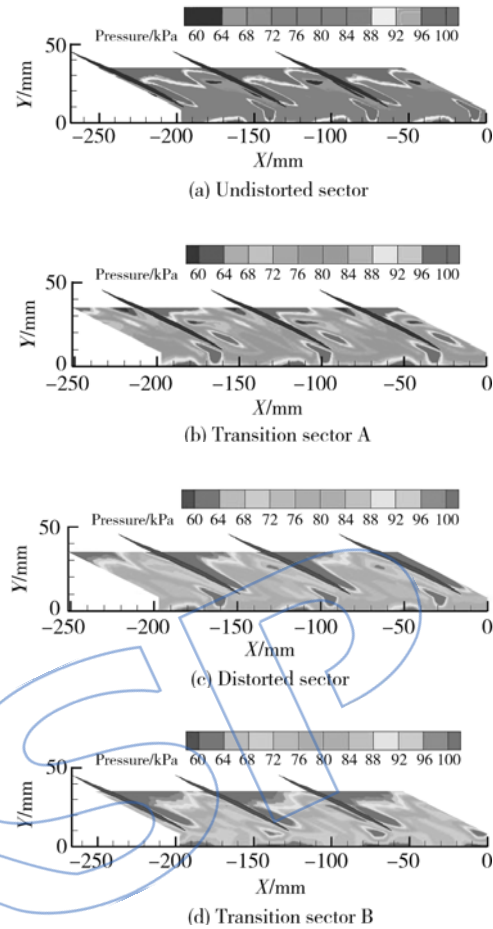 Pressure/kPa
60 64 68 72 76 80 84 88 92 96 100
Y/mm
50
0
−250 −200 −150 −100 −50 0
X/mm
(a) Undistorted sector
Pressure/kPa
60 64 68 72 76 80 84 88 92 96 100
Y/mm
50
0
−250 −200 −150 −100 −50 0
X/mm
(b) Transition sector A
Pressure/kPa
60 64 68 72 76 80 84 88 92 96 100
Y/mm
50
0
−250 −200 −150 −100 −50 0
X/mm
(c) Distorted sector
Pressure/kPa
60 64 68 72 76 80 84 88 92 96 100
Y/mm
50
0
−250 −200 −150 −100 −50 0
X/mm
(d) Transition sector B